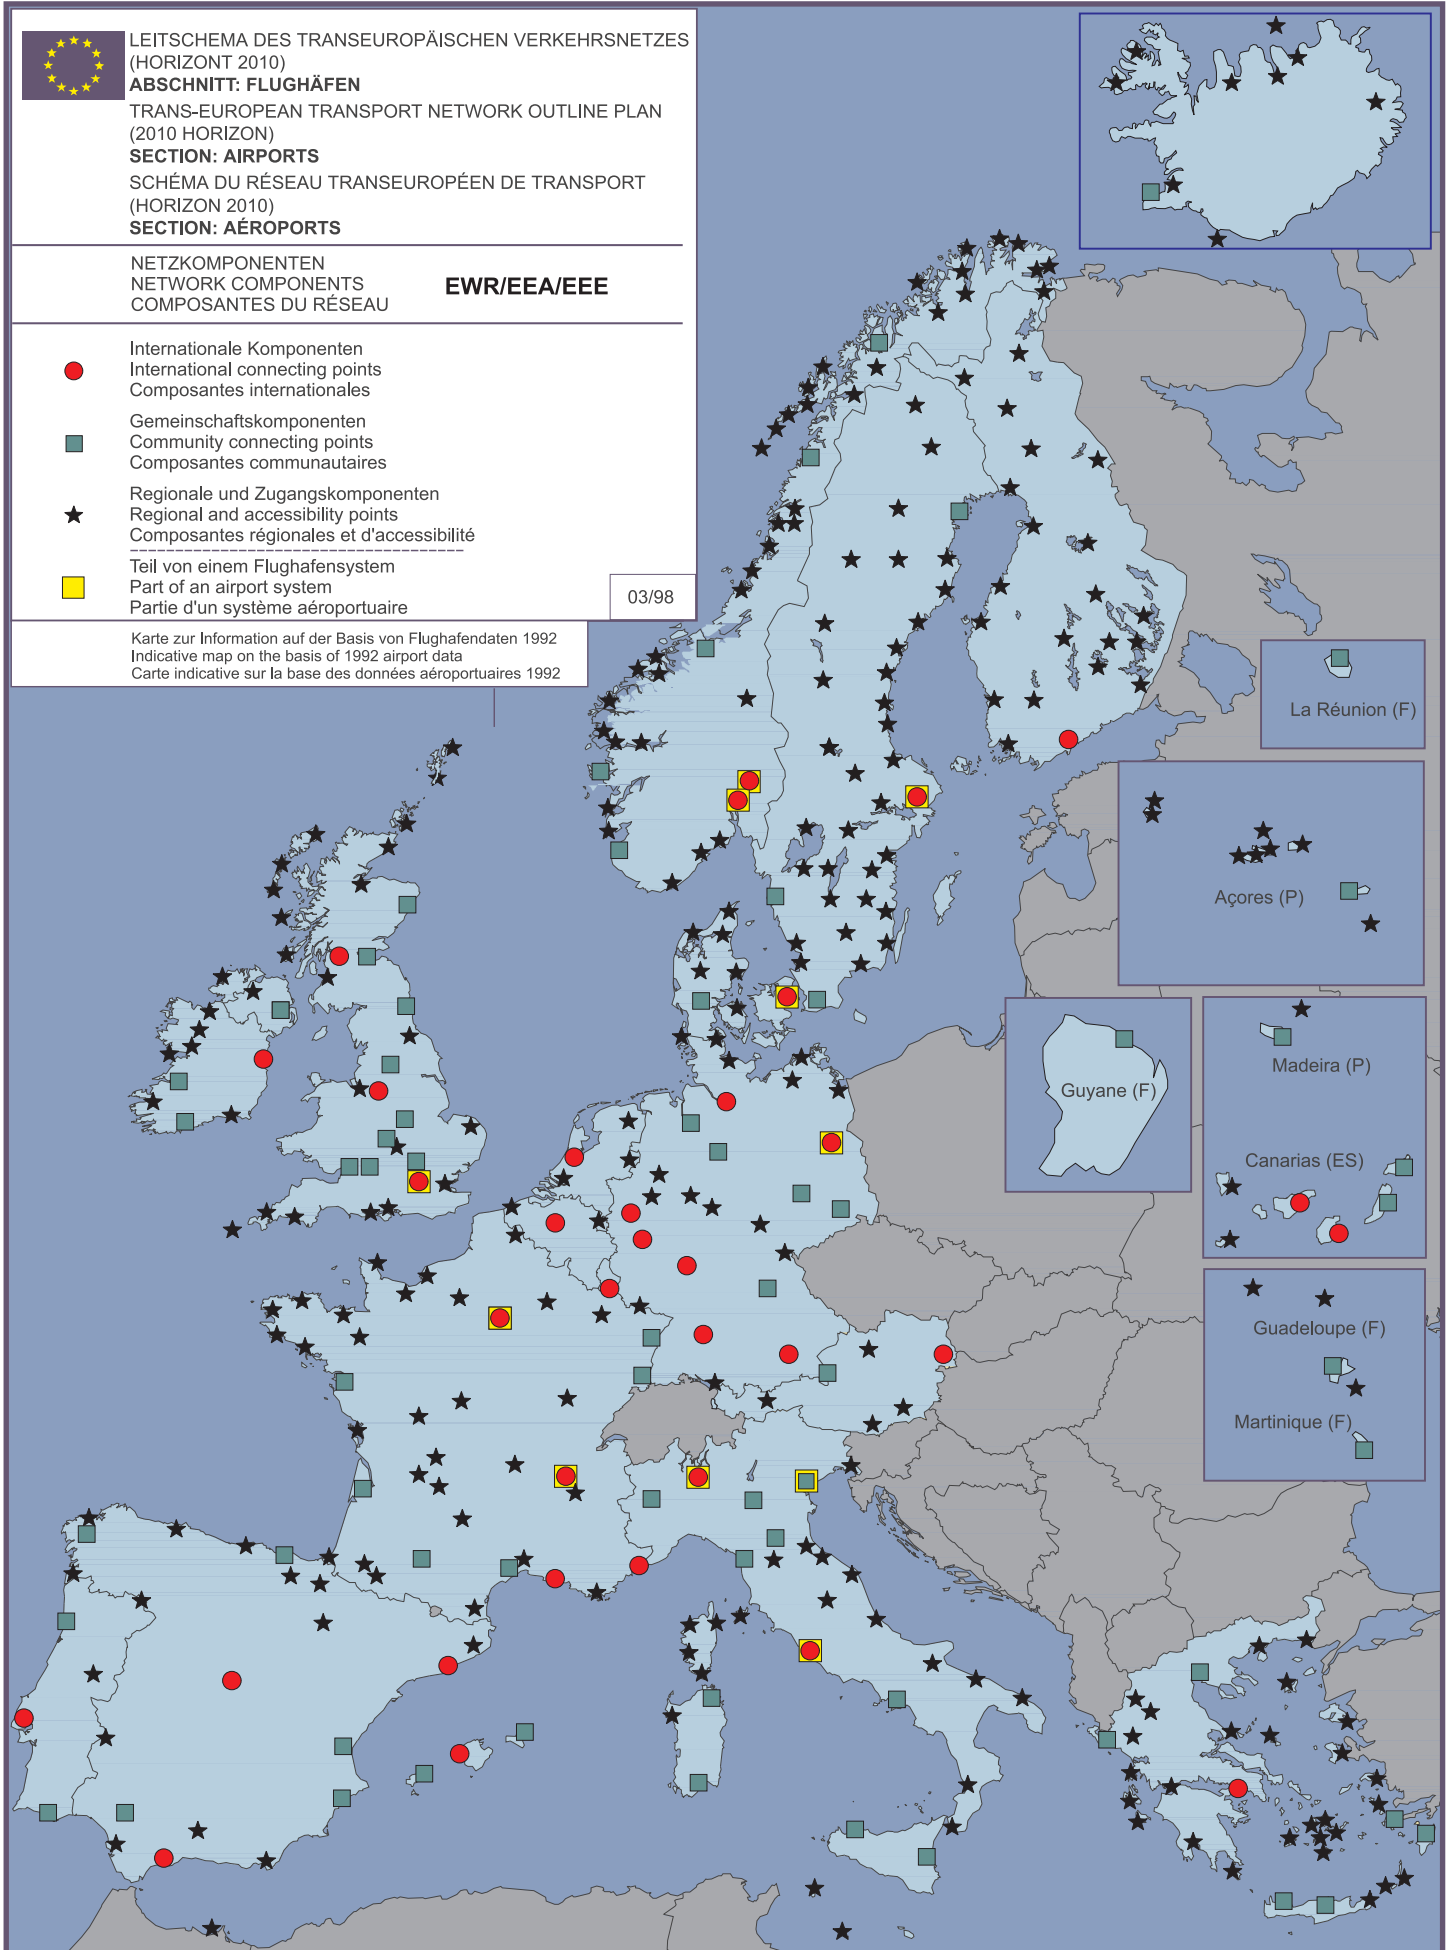 LEITSCHEMA DES TRANSEUROPÄISCHEN VERKEHRSNETZES
(HORIZONT 2010)
ABSCHNITT: FLUGHÄFEN
TRANS-EUROPEAN TRANSPORT NETWORK OUTLINE PLAN
(2010 HORIZON)
SECTION: AIRPORTS
SCHÉMA DU RÉSEAU TRANSEUROPÉEN DE TRANSPORT
(HORIZON 2010)
SECTION: AÉROPORTS
NETZKOMPONENTEN
NETWORK COMPONENTS
COMPOSANTES DU RÉSEAU
EWR/EEA/EEE
Internationale Komponenten
International connecting points
Composantes internationales
Gemeinschaftskomponenten
Community connecting points
Composantes communautaires
Regionale und Zugangskomponenten
Regional and accessibility points
Composantes régionales et d'accessibilité
Teil von einem Flughafensystem
Part of an airport system
Partie d'un système aéroportuaire
03/98
Karte zur Information auf der Basis von Flughafendaten 1992
Indicative map on the basis of 1992 airport data
Carte indicative sur la base des données aéroportuaires 1992
La Réunion (F)
Açores (P)
Guyane (F)
Madeira (P)
Canarias (ES)
Guadeloupe (F)
Martinique (F)